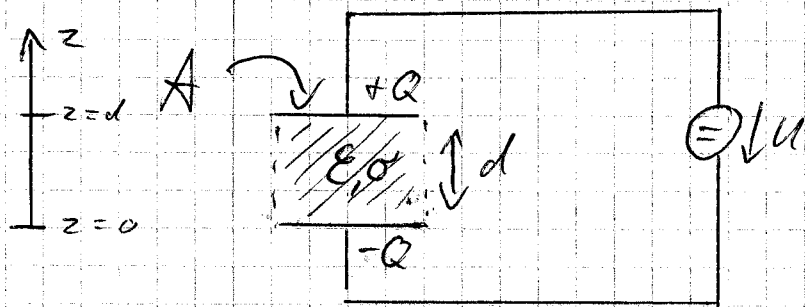 z
z=d
A
+Q
ε,σ
d
=
U
z=0
-Q